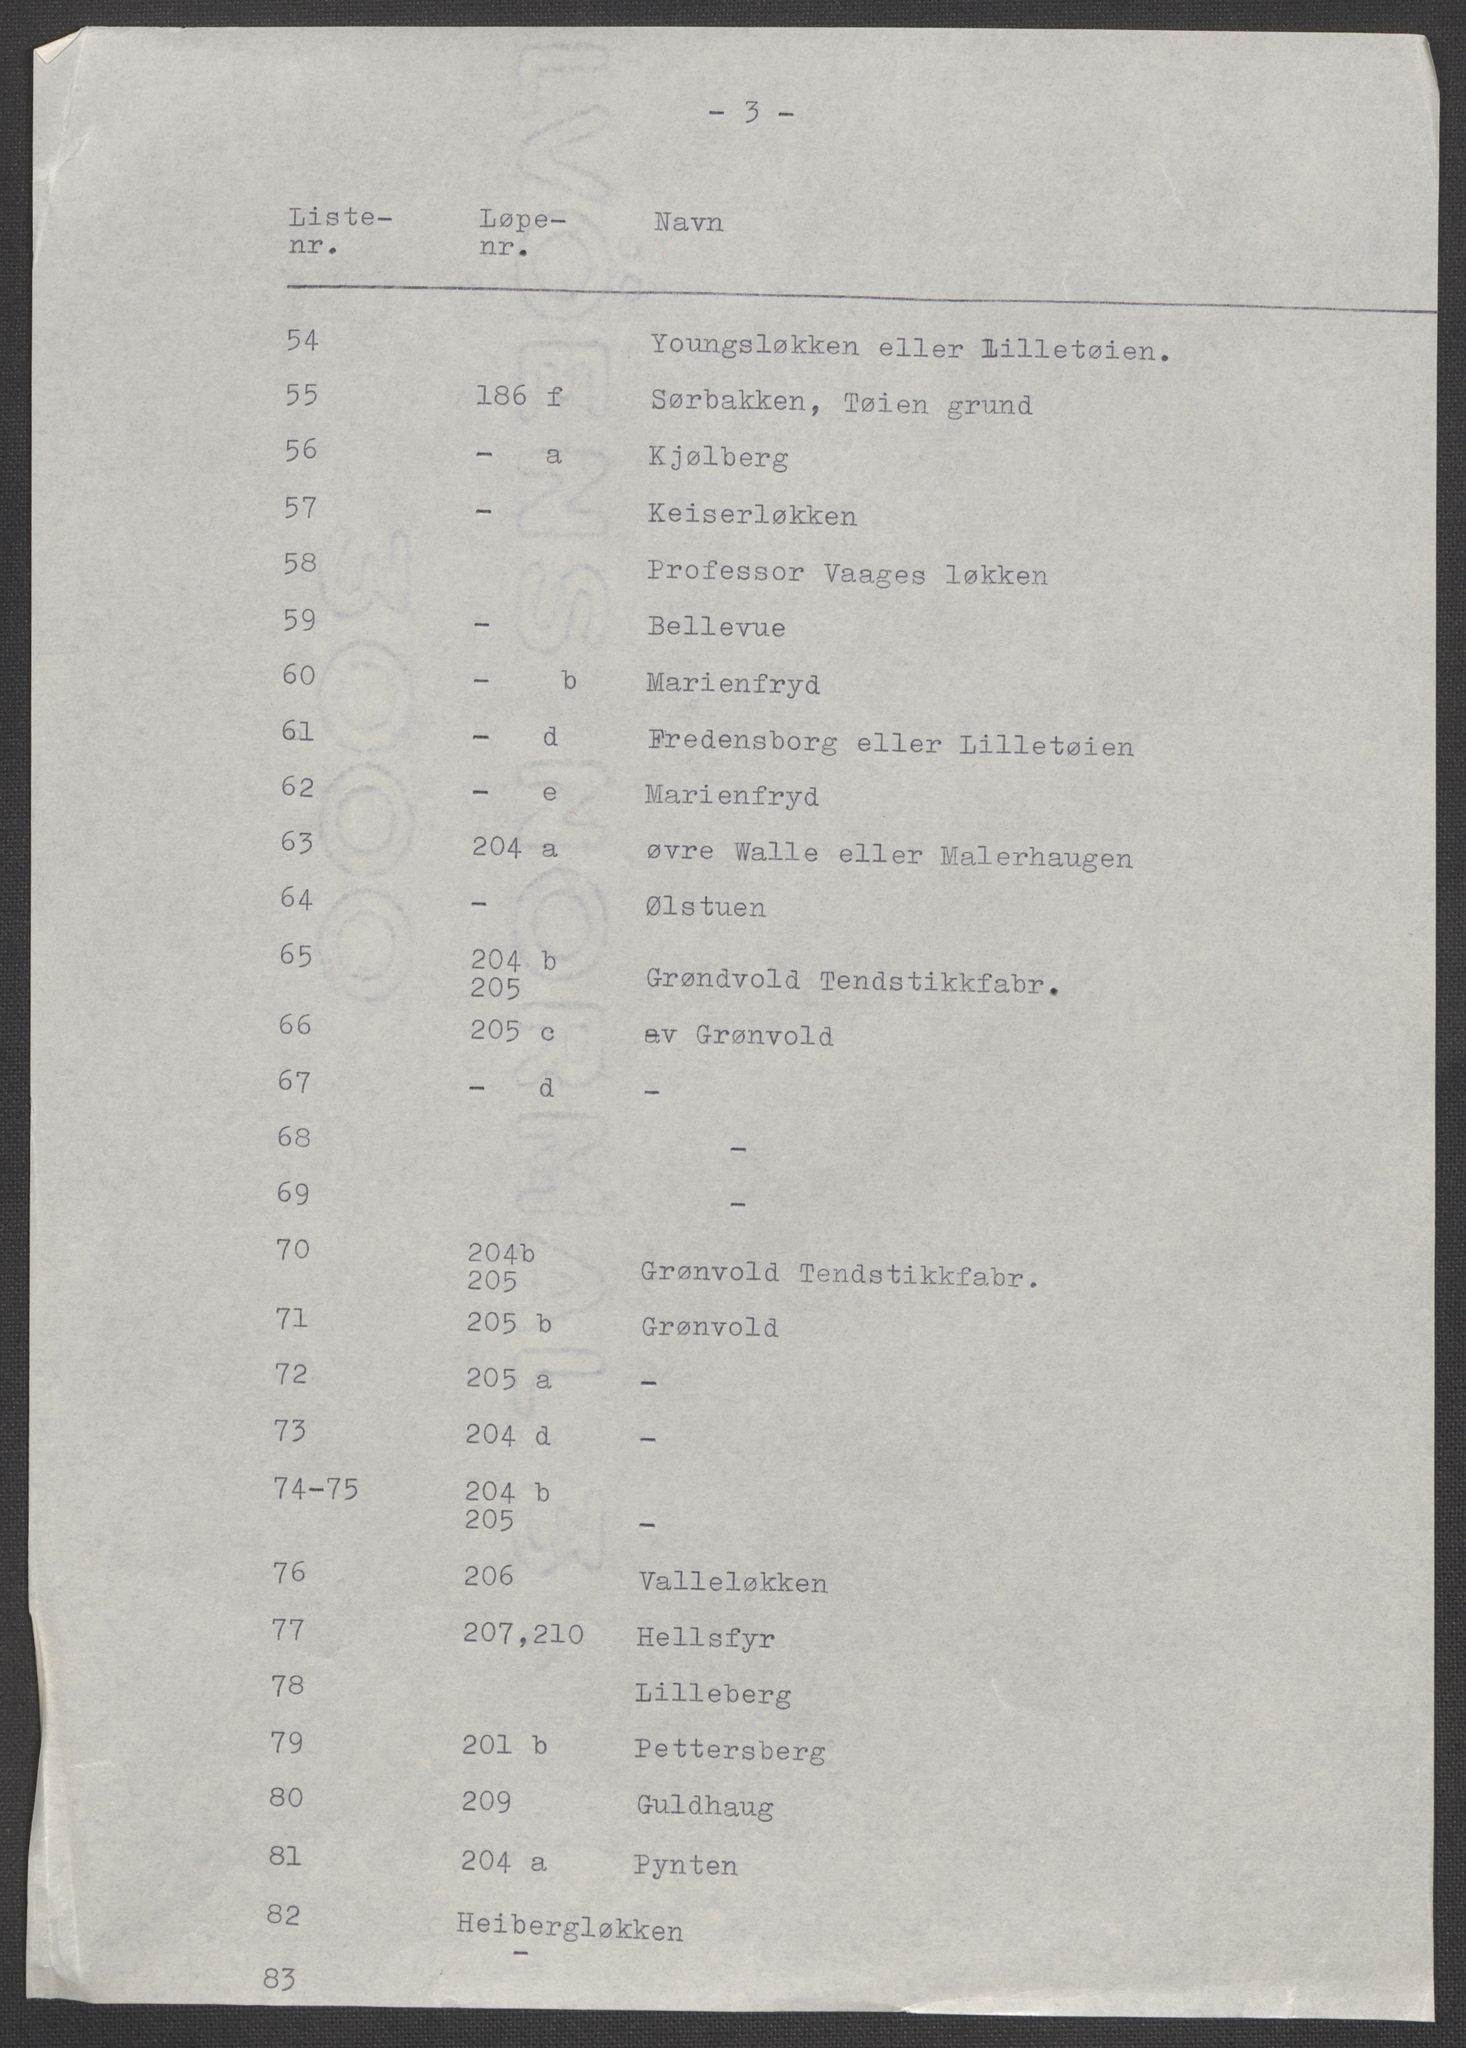 - 3 -
Liste- Løpe- Navn
nr. nr.
54 Youngsløkken eller Lilletøien.
55 186 f Sørbakken, Tøien grund
56 - a Kjølberg
57 - Keiserløkken
58 Professor Vaages løkken
59 - Bellevue
60 - b Marienfryd
61 - d Fredensborg eller Lilletøien
62 - e Marienfryd
63 204 a øvre Walle eller Malerhaugen
64 - Ølstuen
65 204 b
205 Grøndvold Tendstikkfabr.
66 205 c av Grønvold
67 - d -
68 -
69 -
70 204b
205 Grønvold Tendstikkfabr.
71 205 b Grønvold
72 205 a -
73 204 d -
74-75 204 b
205 -
76 206 Valleløkken
77 207,210 Hellsfyr
78 Lilleberg
79 201 b Pettersberg
80 209 Guldhaug
81 204 a Pynten
82 Heibergløkken
83 -